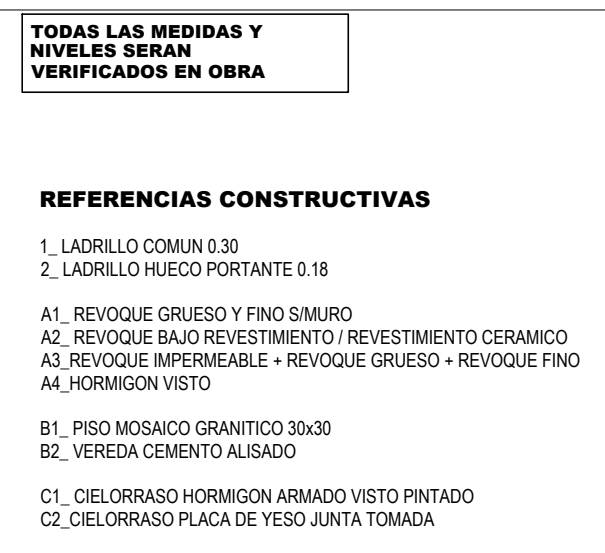 TODAS LAS MEDIDAS Y
NIVELES SERAN
VERIFICADOS EN OBRA
REFERENCIAS CONSTRUCTIVAS
1_ LADRILLO COMUN 0.30
2_ LADRILLO HUECO PORTANTE 0.18
A1_ REVOQUE GRUESO Y FINO S/MURO
A2_ REVOQUE BAJO REVESTIMIENTO / REVESTIMIENTO CERAMICO
A3_REVOQUE IMPERMEABLE + REVOQUE GRUESO + REVOQUE FINO
A4_HORMIGON VISTO
B1_ PISO MOSAICO GRANITICO 30x30
B2_ VEREDA CEMENTO ALISADO
C1_ CIELORRASO HORMIGON ARMADO VISTO PINTADO
C2_CIELORRASO PLACA DE YESO JUNTA TOMADA